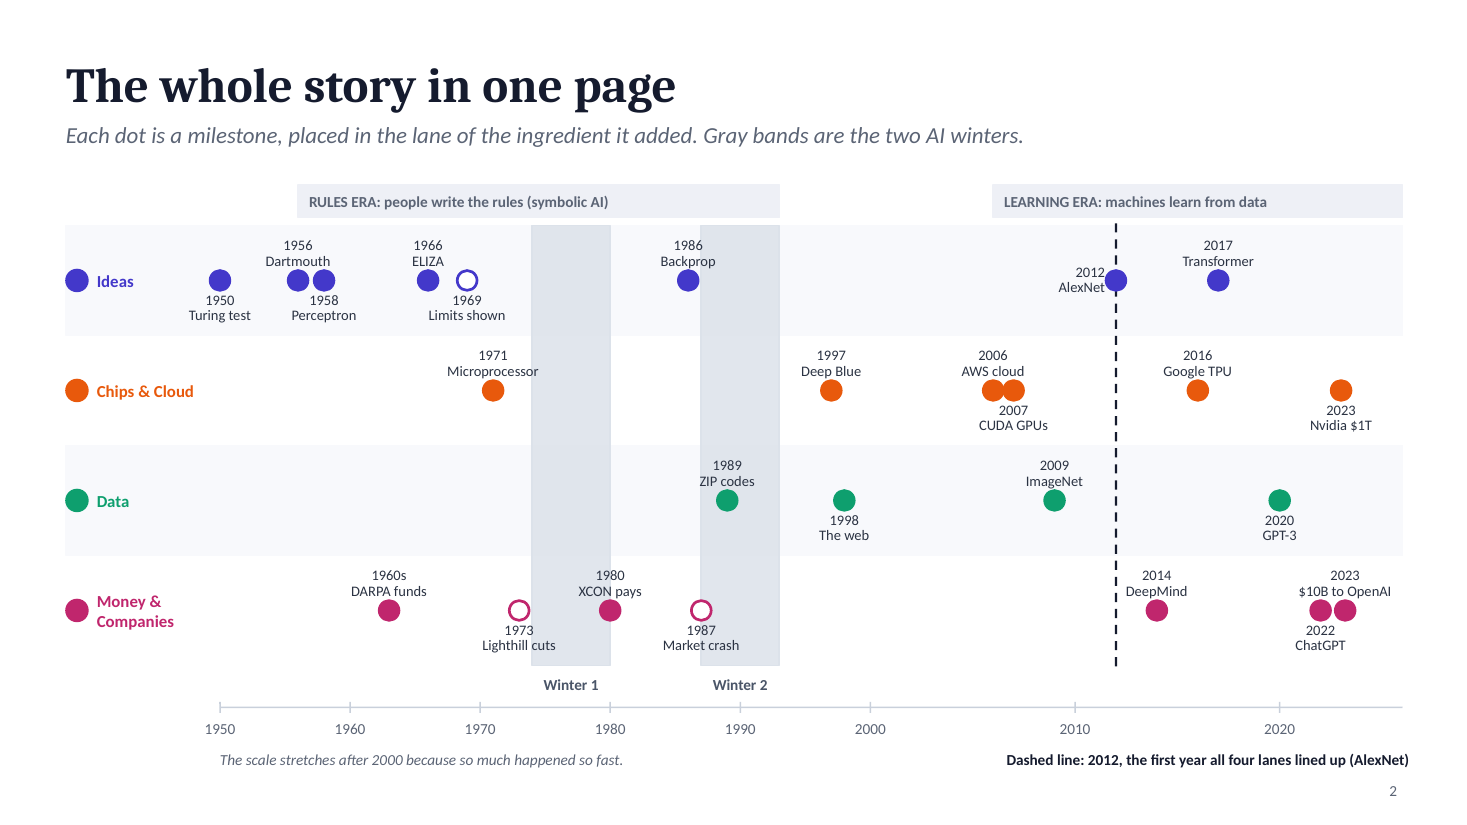 The whole story in one page
Each dot is a milestone, placed in the lane of the ingredient it added. Gray bands are the two AI winters.
RULES ERA: people write the rules (symbolic AI)
LEARNING ERA: machines learn from data
Ideas
1950
Turing test
1956
Dartmouth
1958
Perceptron
1966
ELIZA
1969
Limits shown
1986
Backprop
2012
AlexNet
2017
Transformer
Chips & Cloud
1971
Microprocessor
1997
Deep Blue
2006
AWS cloud
2007
CUDA GPUs
2016
Google TPU
2023
Nvidia $1T
Data
1989
ZIP codes
1998
The web
2009
ImageNet
2020
GPT-3
Money &
Companies
1960s
DARPA funds
1973
Lighthill cuts
1980
XCON pays
1987
Market crash
2014
DeepMind
2022
ChatGPT
2023
$10B to OpenAI
Winter 1
Winter 2
1950
1960
1970
1980
1990
2000
2010
2020
The scale stretches after 2000 because so much happened so fast.
Dashed line: 2012, the first year all four lanes lined up (AlexNet)
2